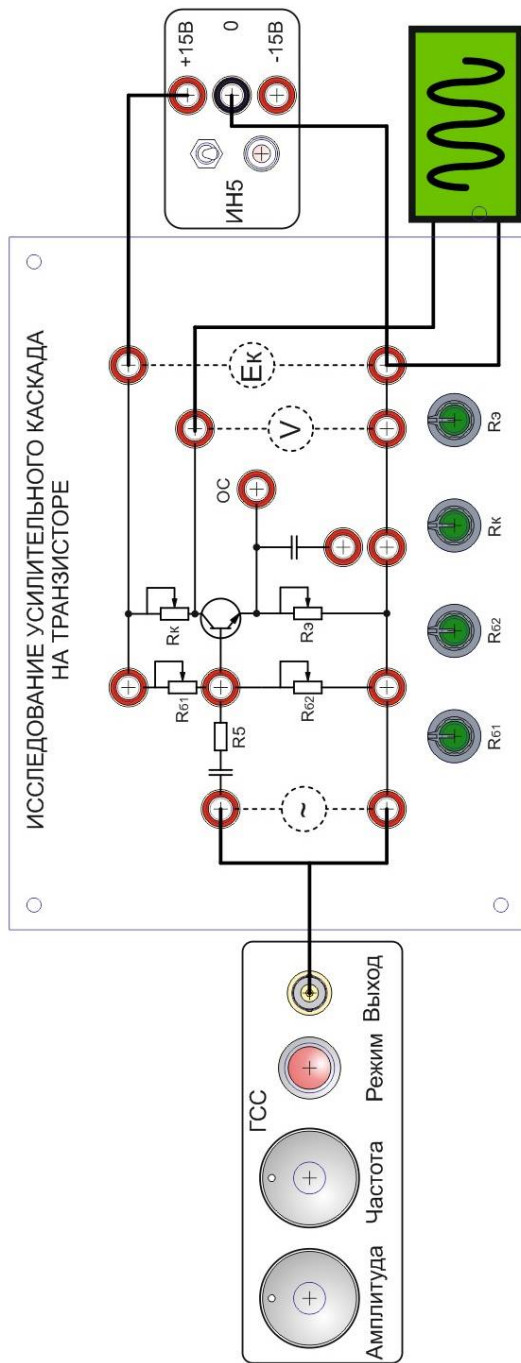 ИССЛЕДОВАНИЕ УСИЛИТЕЛЬНОГО КАСКАДА
НА ТРАНЗИСТОРЕ
ГСС
Амплитуда
Частота
Режим
Выход
Rб1
Rк
R5
Rб2
Rэ
ОС
~
V
Ек
Rб1
Rб2
Rк
Rэ
+15В
0
-15В
ИН5